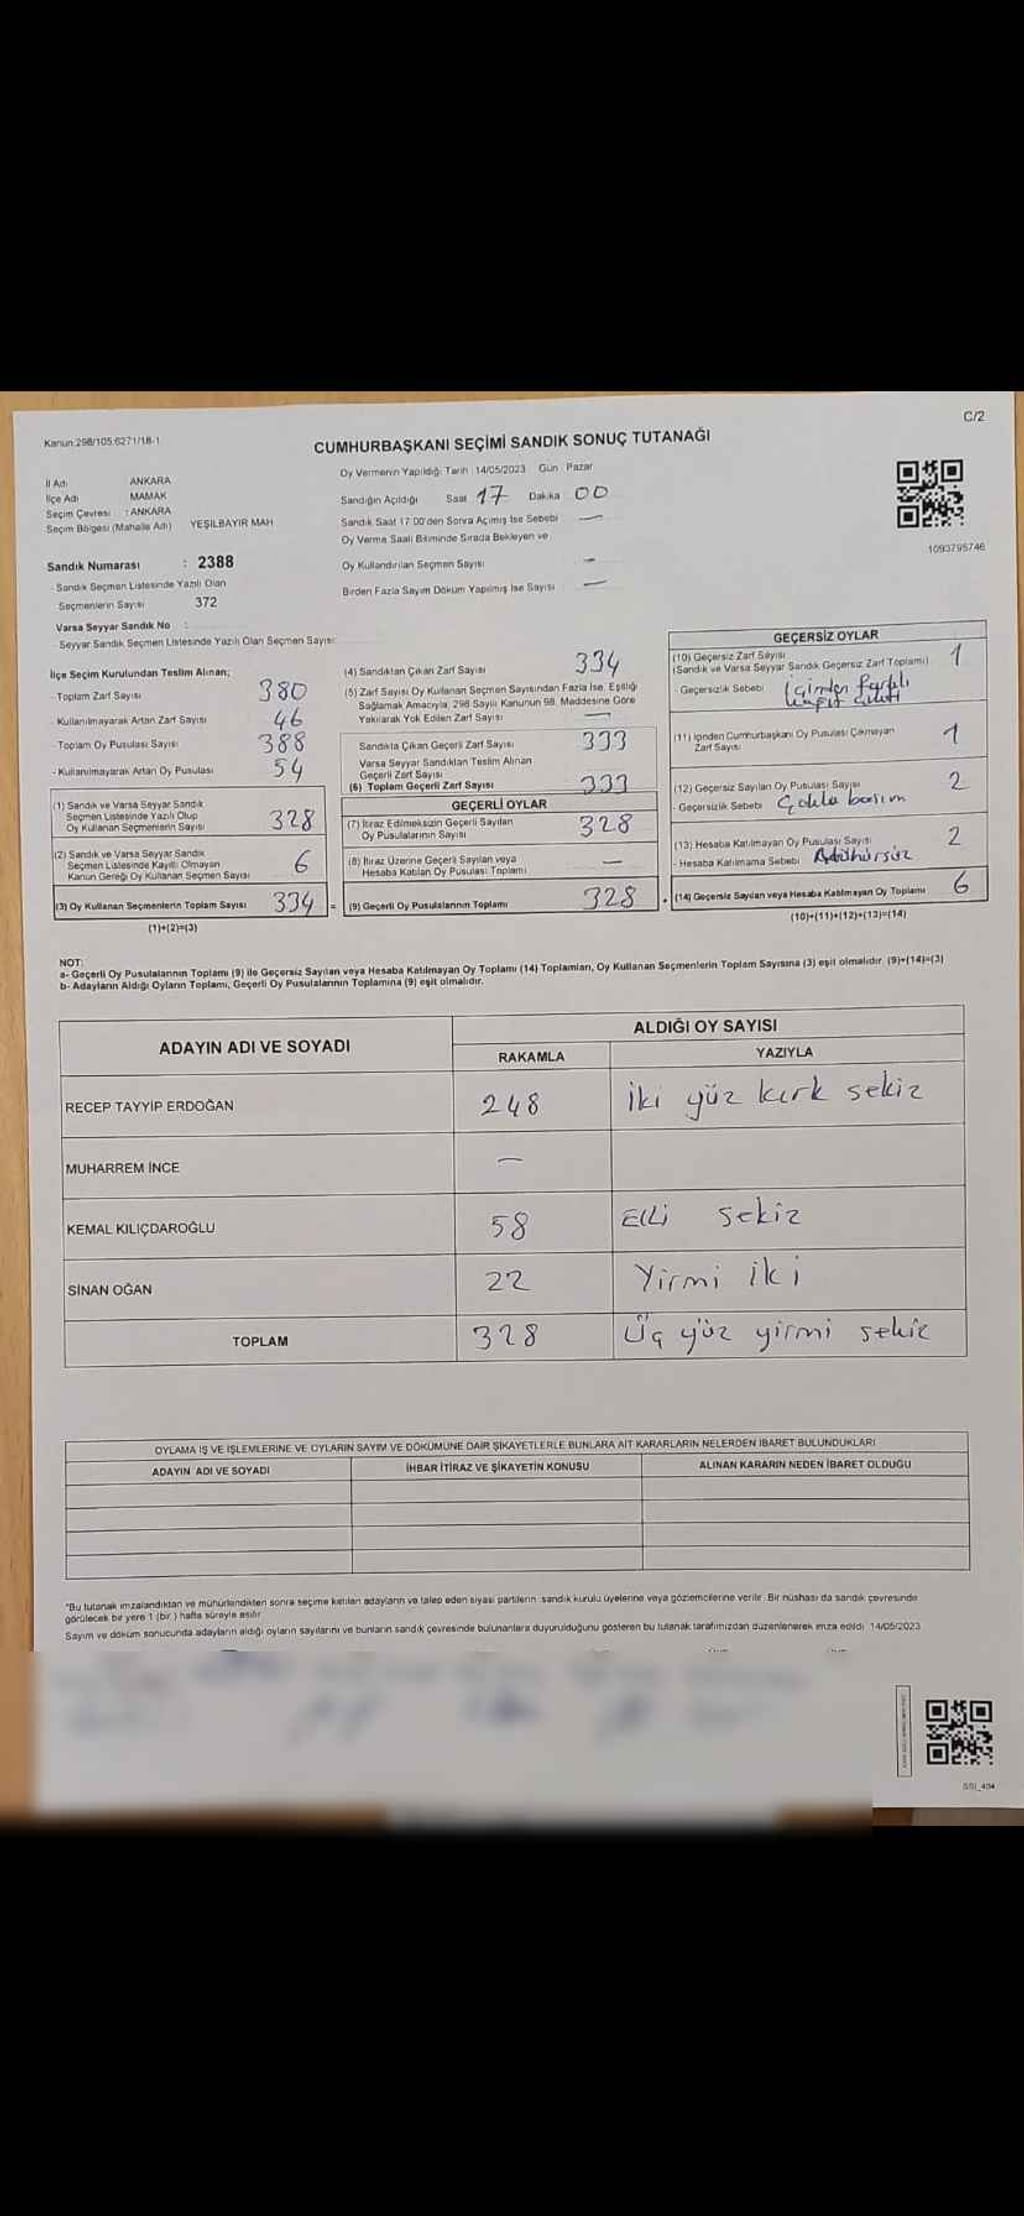 C/2
Kanun:298/105.6271/18-1
CUMHURBAŞKANI SEÇİMİ SANDIK SONUÇ TUTANAĞI
İl Adı ANKARA
İlçe Adı MAMAK
Seçim Çevresi : ANKARA
Seçim Bölgesi (Mahalle Adı) YEŞİLBAYIR MAH
Oy Vermenin Yapıldığı Tarih 14/05/2023 Gün Pazar
Sandığın Açıldığı Saat 17 Dakika 00
Sandık Saat 17 00'den Sonra Açılmış İse Sebebi —
Oy Verme Saati Bitiminde Sırada Bekleyen ve
Oy Kullandırılan Seçmen Sayısı —
Birden Fazla Sayım Döküm Yapılmış İse Sayısı —
1093795746
Sandık Numarası : 2388
- Sandık Seçmen Listesinde Yazılı Olan
Seçmenlerin Sayısı 372
Varsa Seyyar Sandık No :
Seyyar Sandık Seçmen Listesinde Yazılı Olan Seçmen Sayısı:
İlçe Seçim Kurulundan Teslim Alınan;
- Toplam Zarf Sayısı 380
- Kullanılmayarak Artan Zarf Sayısı 46
- Toplam Oy Pusulası Sayısı 388
- Kullanılmayarak Artan Oy Pusulası 54
(1) Sandık ve Varsa Seyyar Sandık
Seçmen Listesinde Yazılı Olup
Oy Kullanan Seçmenlerin Sayısı 328
(2) Sandık ve Varsa Seyyar Sandık
Seçmen Listesinde Kayıtlı Olmayan
Kanun Gereği Oy Kullanan Seçmen Sayısı 6
(3) Oy Kullanan Seçmenlerin Toplam Sayısı 334 =
(1)+(2)=(3)
(4) Sandıktan Çıkan Zarf Sayısı 334
(5) Zarf Sayısı Oy Kullanan Seçmen Sayısından Fazla İse, Eşitliği
Sağlamak Amacıyla, 298 Sayılı Kanunun 98. Maddesine Göre
Yakılarak Yok Edilen Zarf Sayısı —
Sandıkta Çıkan Geçerli Zarf Sayısı 333
Varsa Seyyar Sandıktan Teslim Alınan
Geçerli Zarf Sayısı
(6) Toplam Geçerli Zarf Sayısı 333
GEÇERLİ OYLAR
(7) İtiraz Edilmeksizin Geçerli Sayılan
Oy Pusulalarının Sayısı 328
(8) İtiraz Üzerine Geçerli Sayılan veya
Hesaba Katılan Oy Pusulası Toplamı —
(9) Geçerli Oy Pusulalarının Toplamı 328
GEÇERSİZ OYLAR
(10) Geçersiz Zarf Sayısı 1
(Sandık ve Varsa Seyyar Sandık Geçersiz Zarf Toplamı)
- Geçersizlik Sebebi İçinden farklı
(11) İçinden Cumhurbaşkanı Oy Pusulası Çıkmayan
Zarf Sayısı 1
(12) Geçersiz Sayılan Oy Pusulası Sayısı 2
- Geçersizlik Sebebi Çoklu basım
(13) Hesaba Katılmayan Oy Pusulası Sayısı 2
- Hesaba Katılmama Sebebi Mühürsüz
(14) Geçersiz Sayılan veya Hesaba Katılmayan Oy Toplamı 6
(10)+(11)+(12)+(13)=(14)
NOT:
a- Geçerli Oy Pusulalarının Toplamı (9) ile Geçersiz Sayılan veya Hesaba Katılmayan Oy Toplamı (14) Toplamları, Oy Kullanan Seçmenlerin Toplam Sayısına (3) eşit olmalıdır. (9)+(14)=(3)
b- Adayların Aldığı Oyların Toplamı, Geçerli Oy Pusulalarının Toplamına (9) eşit olmalıdır.
ADAYIN ADI VE SOYADI
ALDIĞI OY SAYISI
RAKAMLA YAZIYLA
RECEP TAYYİP ERDOĞAN 248 iki yüz kırk sekiz
MUHARREM İNCE —
KEMAL KILIÇDAROĞLU 58 Elli sekiz
SİNAN OĞAN 22 Yirmi iki
TOPLAM 328 Üç yüz yirmi sekiz
OYLAMA İŞ VE İŞLEMLERİNE VE OYLARIN SAYIM VE DÖKÜMÜNE DAİR ŞİKAYETLERLE BUNLARA AİT KARARLARIN NELERDEN İBARET BULUNDUKLARI
ADAYIN ADI VE SOYADI İHBAR İTİRAZ VE ŞİKAYETİN KONUSU ALINAN KARARIN NEDEN İBARET OLDUĞU
"Bu tutanak imzalandıktan ve mühürlendikten sonra seçime katılan adayların ve talep eden siyasi partilerin sandık kurulu üyelerine veya gözlemcilerine verilir. Bir nüshası da sandık çevresinde
görülecek bir yere 1 (bir) hafta süreyle asılır
Sayım ve döküm sonucunda adayların aldığı oyların sayılarını ve bunların sandık çevresinde bulunanlara duyurulduğunu gösteren bu tutanak tarafımızdan düzenlenerek imza edildi 14/05/2023